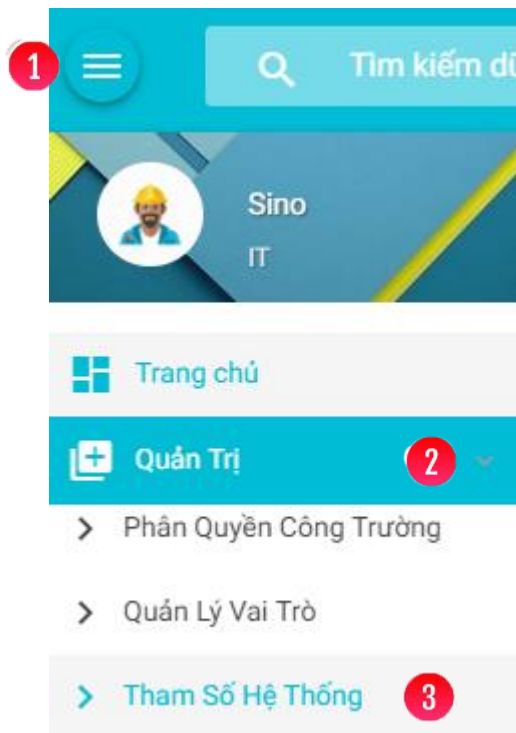 1
Tìm kiếm dữ
Sino
IT
Trang chủ
Quản Trị 2
Phân Quyền Công Trường
Quản Lý Vai Trò
Tham Số Hệ Thống 3